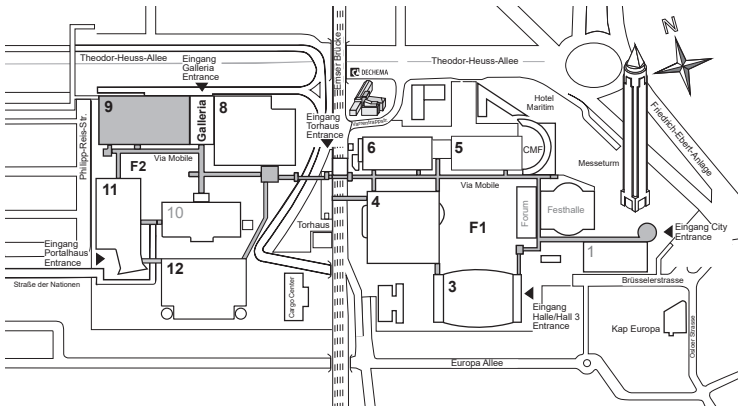 N
Theodor-Heuss-Allee
Eingang
Galleria
Entrance
Emser Brücke
DECHEMA
Theodor-Heuss-Allee
Hotel
Maritim
Friedrich-Ebert-Anlage
9
Galleria
8
Eingang
Torhaus
Entrance
Philipp-Reis-Str.
Via Mobile
F2
6
5
CMF
Messeturm
11
10
Via Mobile
4
F1
Forum
Festhalle
Torhaus
Eingang City
Entrance
Eingang
Portalhaus
Entrance
12
1
Straße der Nationen
Cargo Center
3
Brüsselerstrasse
Eingang
Halle/Hall 3
Entrance
Kap Europa
Osloer Strasse
Europa Allee